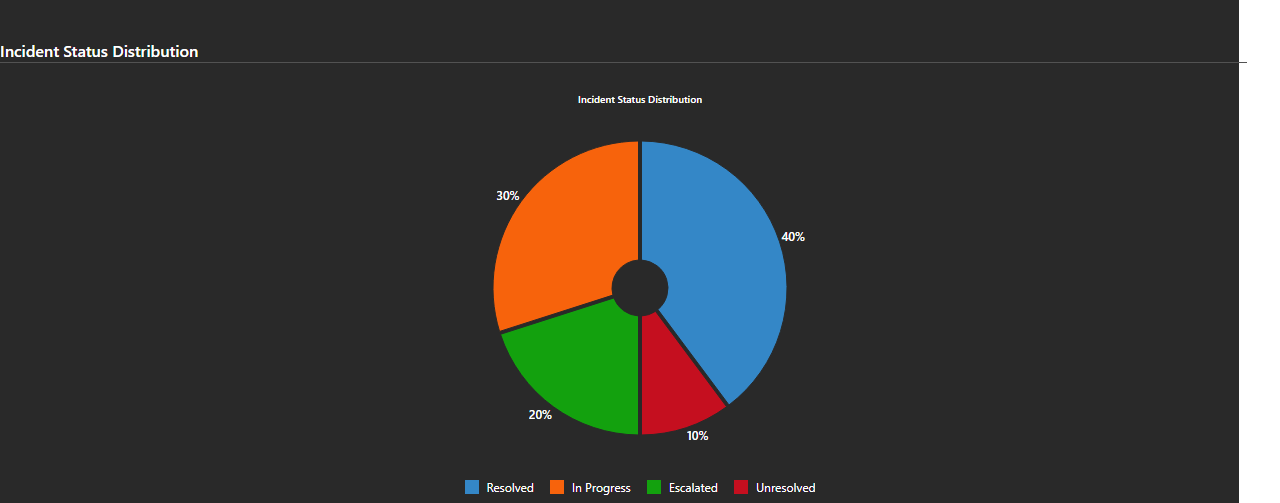 Incident Status Distribution
Incident Status Distribution
30%
40%
20%
10%
Resolved In Progress Escalated Unresolved